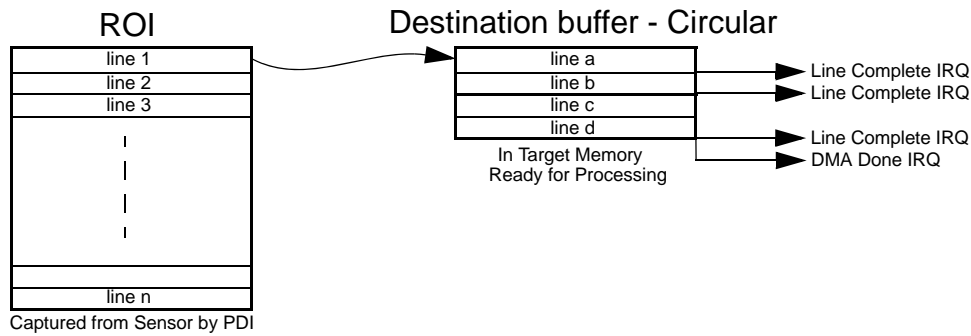 ROI
Destination buffer - Circular
line 1
line 2
line 3
line n
Captured from Sensor by PDI
line a
line b
line c
line d
In Target Memory
Ready for Processing
Line Complete IRQ
Line Complete IRQ
Line Complete IRQ
DMA Done IRQ